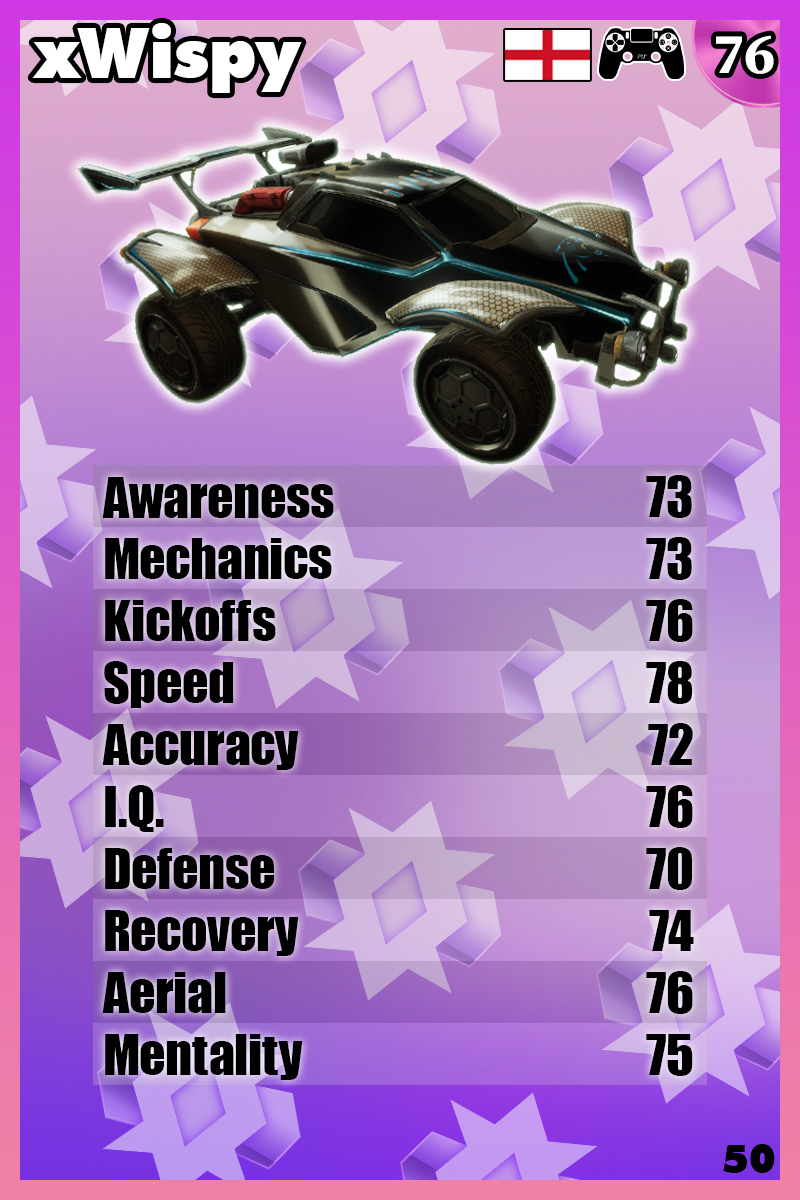 xWispy 76
Awareness 73
Mechanics 73
Kickoffs 76
Speed 78
Accuracy 72
I.Q. 76
Defense 70
Recovery 74
Aerial 76
Mentality 75
50